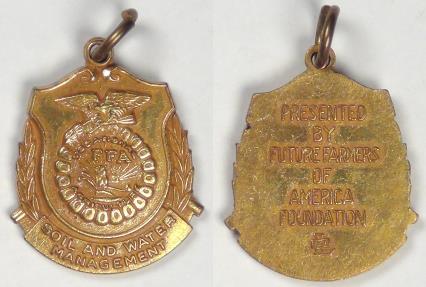 FFA
SOIL AND WATER
MANAGEMENT
PRESENTED
BY
FUTURE FARMERS
OF
AMERICA
FOUNDATION